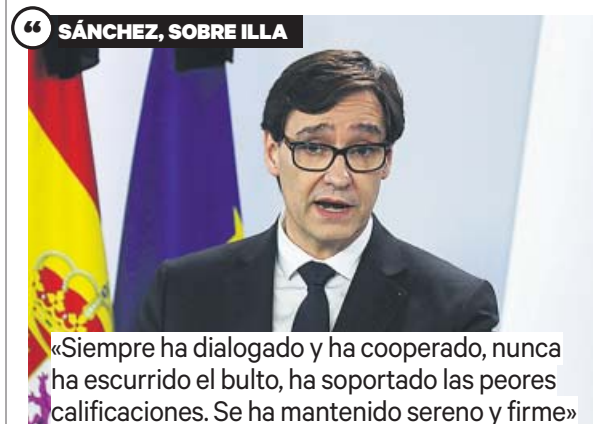 “ SÁNCHEZ, SOBRE ILLA
«Siempre ha dialogado y ha cooperado, nunca
ha escurrido el bulto, ha soportado las peores
calificaciones. Se ha mantenido sereno y firme»